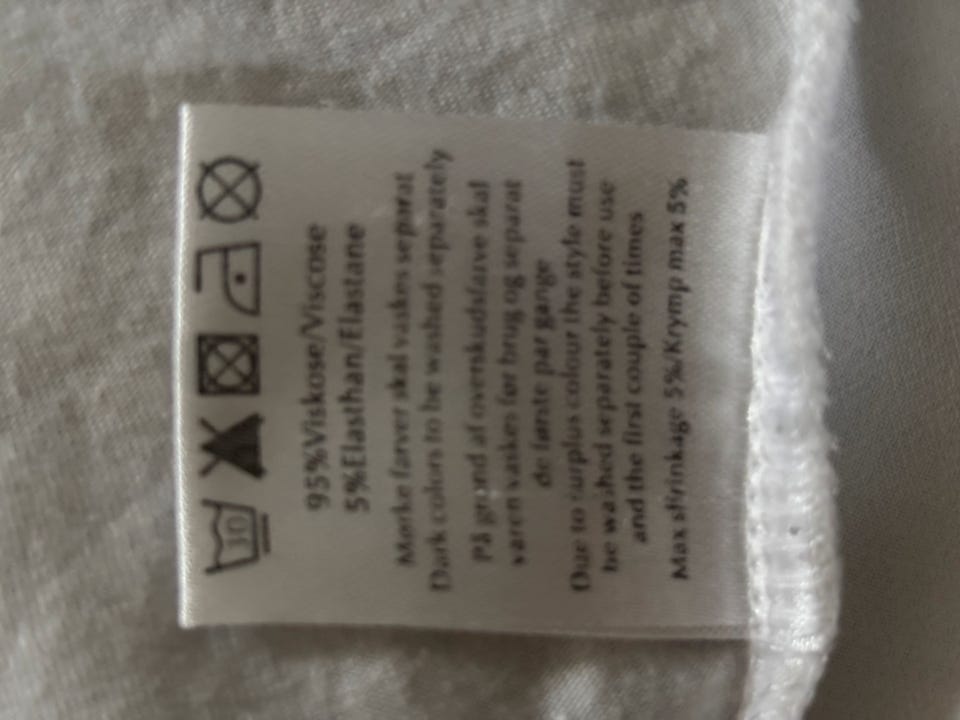 30
95%Viskose/Viscose
5%Elasthan/Elastane
Mørke farver skal vaskes separat
Dark colors to be washed separately
På grund af overskudsfarve skal
varen vaskes før brug og separat
de første par gange
Due to surplus colour the style must
be washed separately before use
and the first couple of times
Max shrinkage 5%/Krymp max 5%